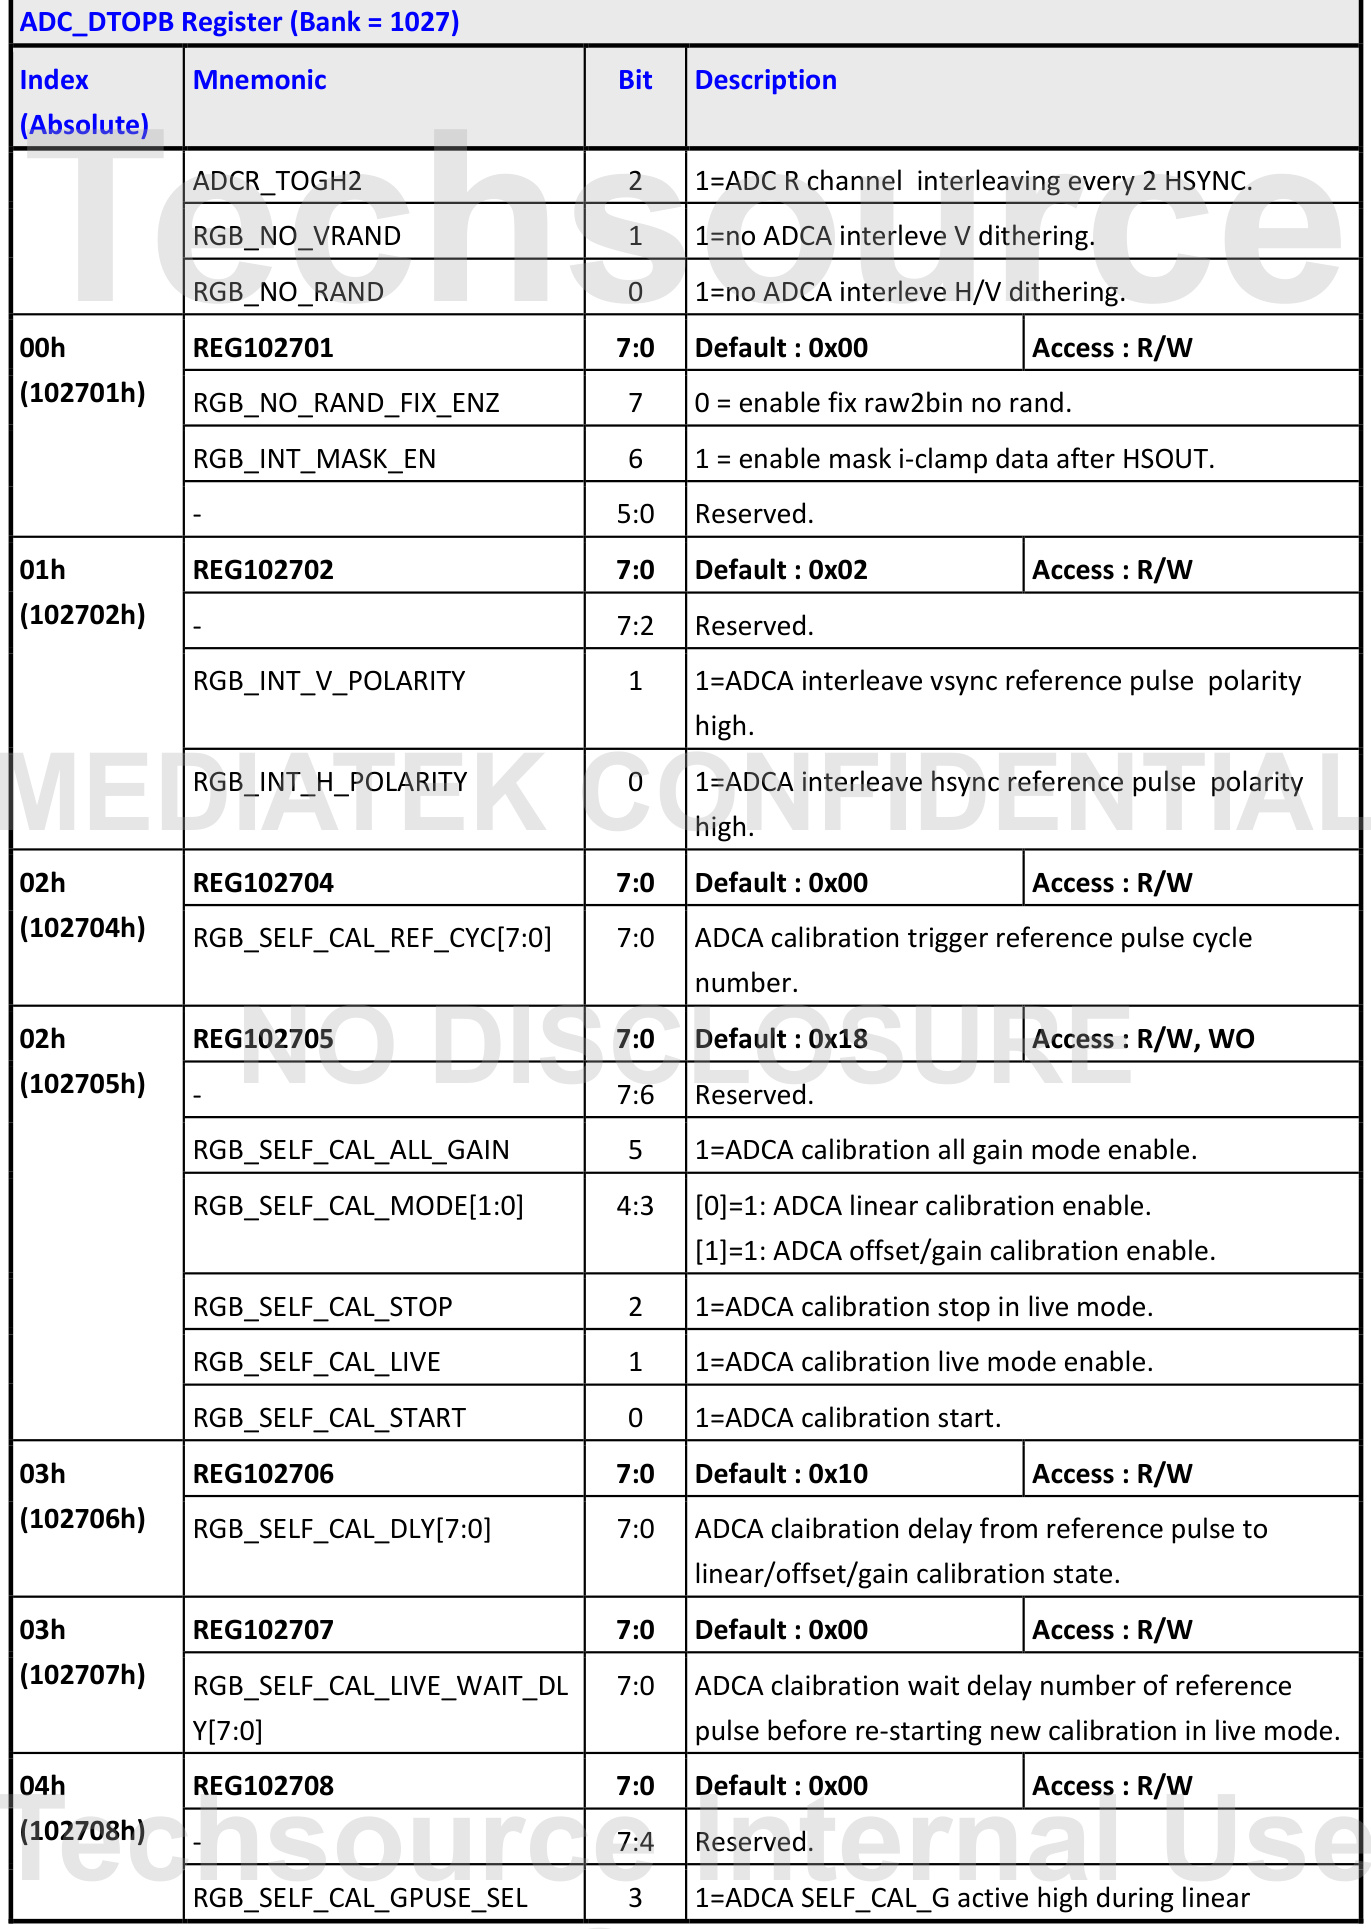 ADC_DTOPB Register (Bank = 1027)
Index (Absolute) Mnemonic Bit Description
ADCR_TOGH2 2 1=ADC R channel  interleaving every 2 HSYNC.
RGB_NO_VRAND 1 1=no ADCA interleve V dithering.
RGB_NO_RAND 0 1=no ADCA interleve H/V dithering.
00h (102701h) REG102701 7:0 Default : 0x00 Access : R/W
RGB_NO_RAND_FIX_ENZ 7 0 = enable fix raw2bin no rand.
RGB_INT_MASK_EN 6 1 = enable mask i-clamp data after HSOUT.
- 5:0 Reserved.
01h (102702h) REG102702 7:0 Default : 0x02 Access : R/W
- 7:2 Reserved.
RGB_INT_V_POLARITY 1 1=ADCA interleave vsync reference pulse  polarity
high.
RGB_INT_H_POLARITY 0 1=ADCA interleave hsync reference pulse  polarity
high.
02h (102704h) REG102704 7:0 Default : 0x00 Access : R/W
RGB_SELF_CAL_REF_CYC[7:0] 7:0 ADCA calibration trigger reference pulse cycle
number.
02h (102705h) REG102705 7:0 Default : 0x18 Access : R/W, WO
- 7:6 Reserved.
RGB_SELF_CAL_ALL_GAIN 5 1=ADCA calibration all gain mode enable.
RGB_SELF_CAL_MODE[1:0] 4:3 [0]=1: ADCA linear calibration enable.
[1]=1: ADCA offset/gain calibration enable.
RGB_SELF_CAL_STOP 2 1=ADCA calibration stop in live mode.
RGB_SELF_CAL_LIVE 1 1=ADCA calibration live mode enable.
RGB_SELF_CAL_START 0 1=ADCA calibration start.
03h (102706h) REG102706 7:0 Default : 0x10 Access : R/W
RGB_SELF_CAL_DLY[7:0] 7:0 ADCA claibration delay from reference pulse to
linear/offset/gain calibration state.
03h (102707h) REG102707 7:0 Default : 0x00 Access : R/W
RGB_SELF_CAL_LIVE_WAIT_DL
Y[7:0] 7:0 ADCA claibration wait delay number of reference
pulse before re-starting new calibration in live mode.
04h (102708h) REG102708 7:0 Default : 0x00 Access : R/W
- 7:4 Reserved.
RGB_SELF_CAL_GPUSE_SEL 3 1=ADCA SELF_CAL_G active high during linear
Techsource
MEDIATEK CONFIDENTIAL
NO DISCLOSURE
Techsource Internal Use